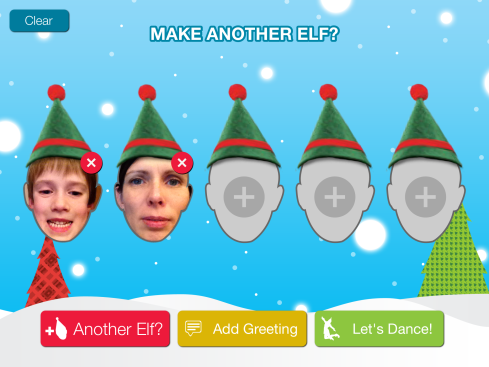 Clear
MAKE ANOTHER ELF?
Another Elf?
Add Greeting
Let's Dance!